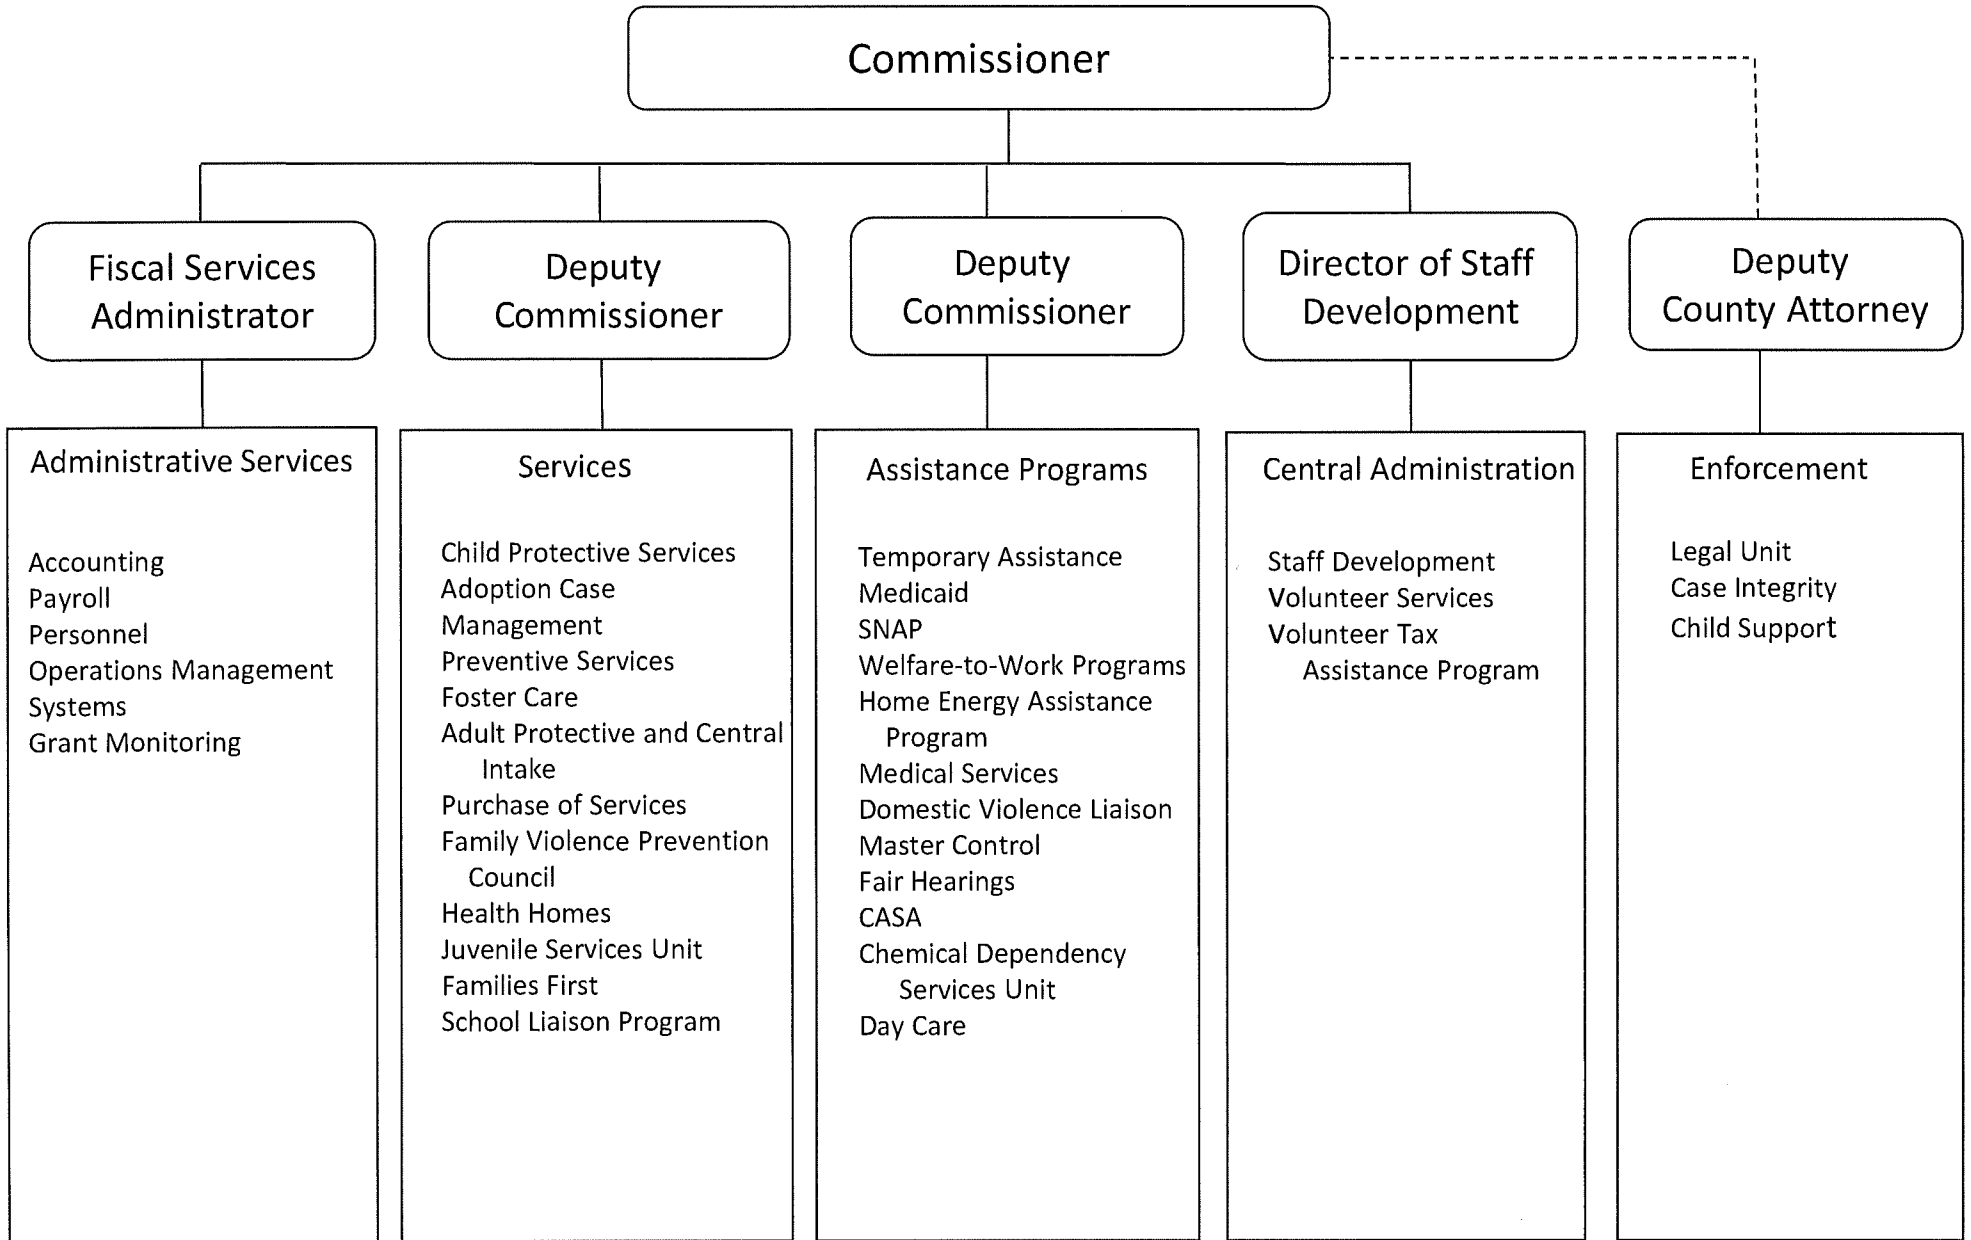 Commissioner
Fiscal Services
Administrator
Deputy
Commissioner
Deputy
Commissioner
Director of Staff
Development
Deputy
County Attorney
Administrative Services
Accounting
Payroll
Personnel
Operations Management
Systems
Grant Monitoring
Services
Child Protective Services
Adoption Case
Management
Preventive Services
Foster Care
Adult Protective and Central
Intake
Purchase of Services
Family Violence Prevention
Council
Health Homes
Juvenile Services Unit
Families First
School Liaison Program
Assistance Programs
Temporary Assistance
Medicaid
SNAP
Welfare-to-Work Programs
Home Energy Assistance
Program
Medical Services
Domestic Violence Liaison
Master Control
Fair Hearings
CASA
Chemical Dependency
Services Unit
Day Care
Central Administration
Staff Development
Volunteer Services
Volunteer Tax
Assistance Program
Enforcement
Legal Unit
Case Integrity
Child Support